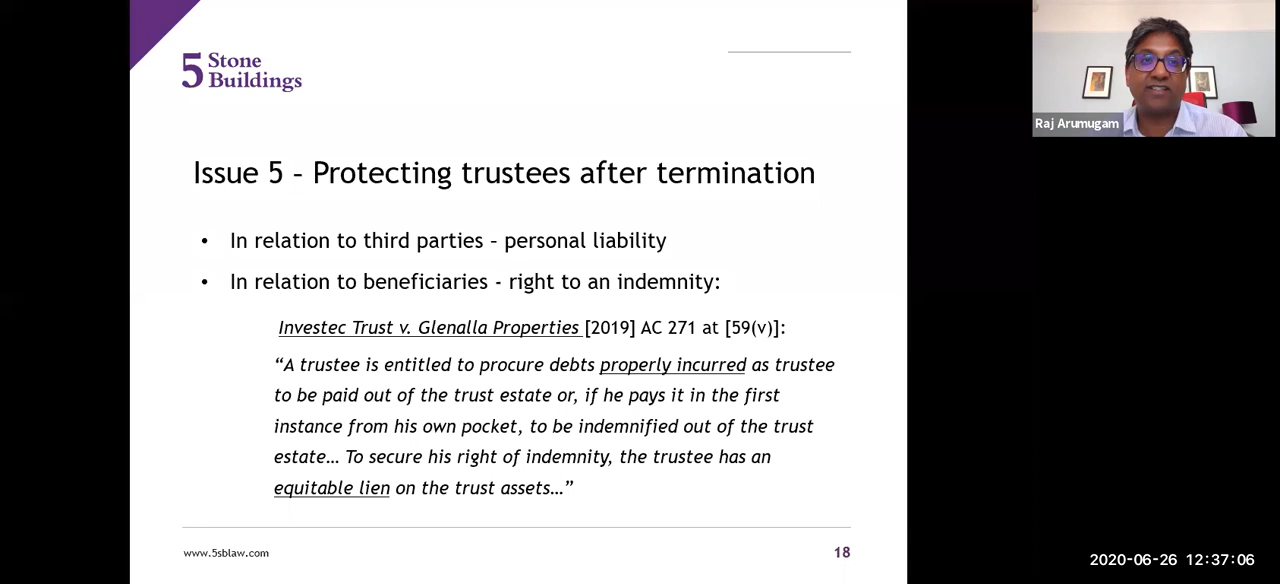 5 Stone
Buildings
Raj Arumugam
Issue 5 – Protecting trustees after termination
• In relation to third parties – personal liability
• In relation to beneficiaries - right to an indemnity:
Investec Trust v. Glenalla Properties [2019] AC 271 at [59(v)]:
“A trustee is entitled to procure debts properly incurred as trustee
to be paid out of the trust estate or, if he pays it in the first
instance from his own pocket, to be indemnified out of the trust
estate… To secure his right of indemnity, the trustee has an
equitable lien on the trust assets…”
www.5sblaw.com
18
2020-06-26 12:37:06